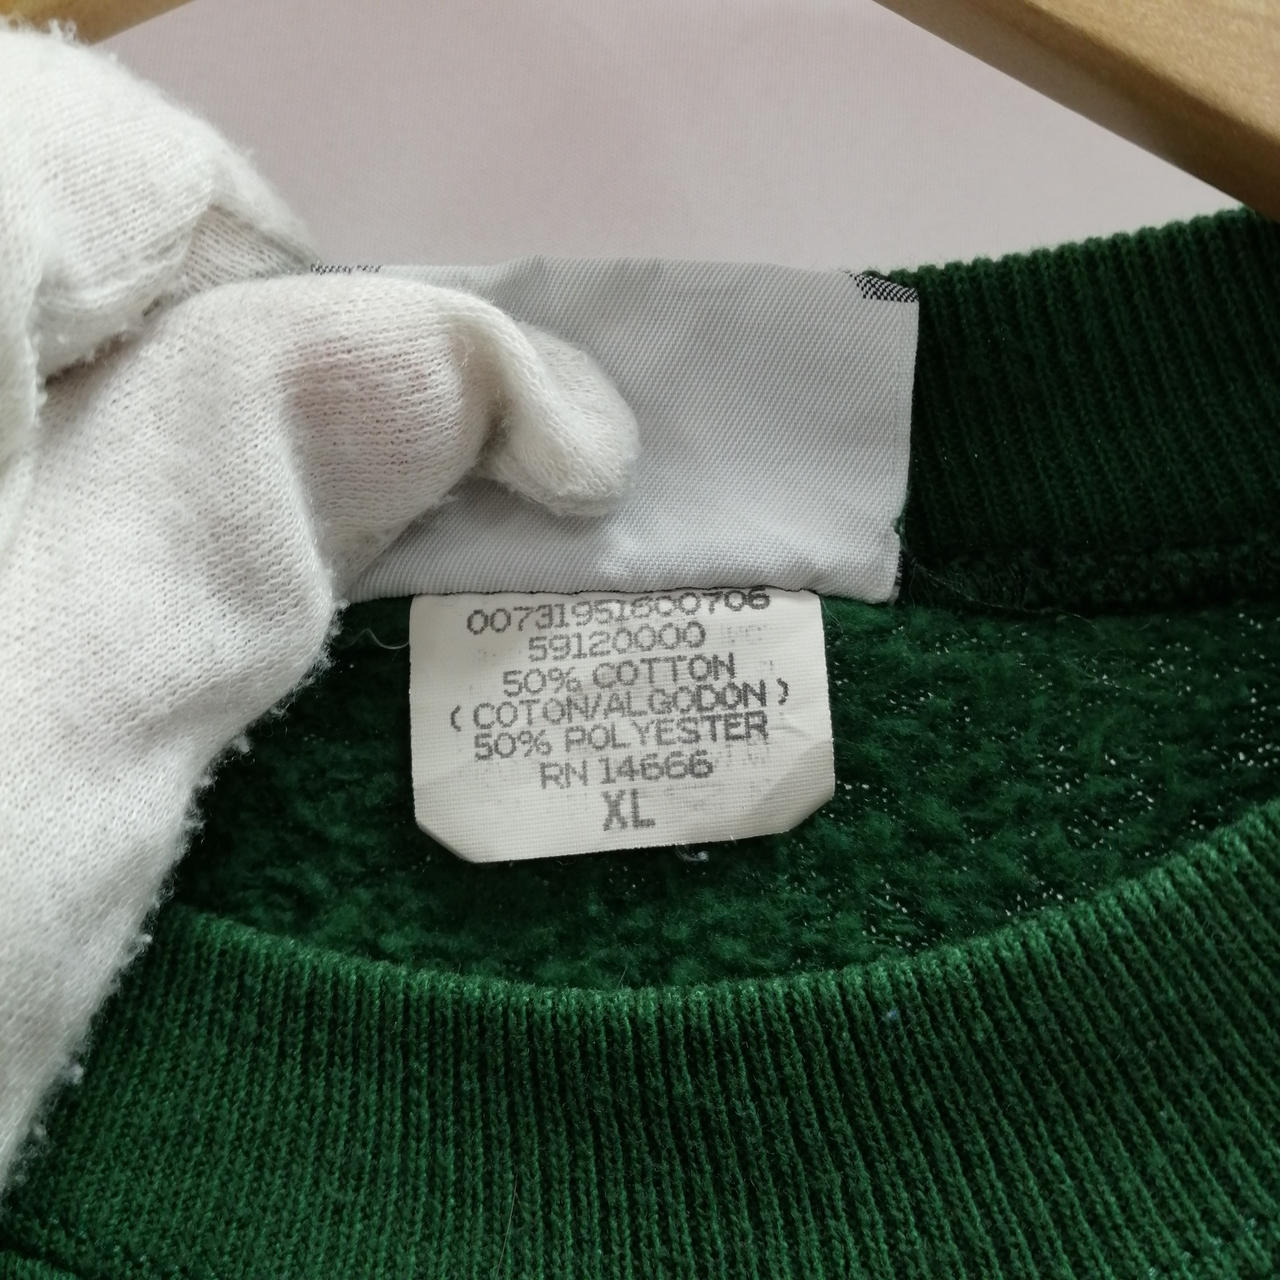 00731951600706
59120000
50% COTTON
(COTON/ALGODON)
50% POLYESTER
RN 14666
XL